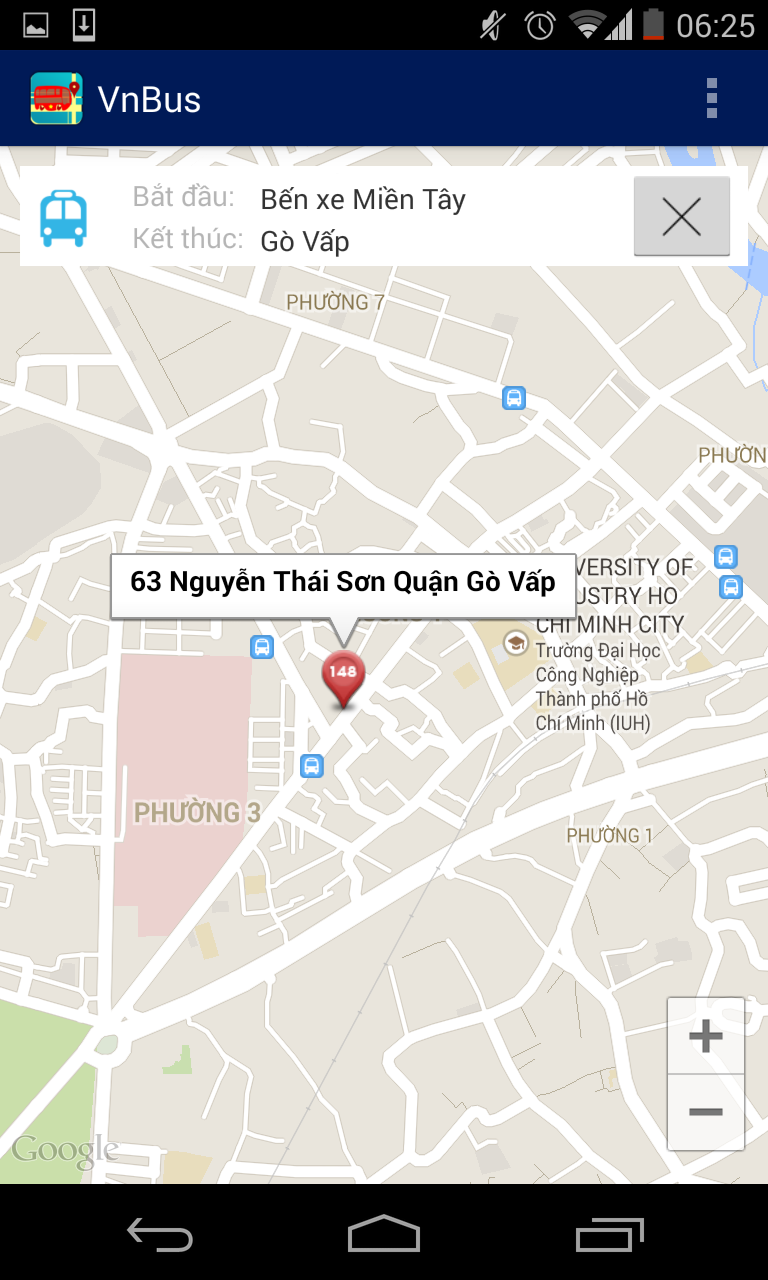 06:25
VnBus
Bắt đầu: Bến xe Miền Tây
Kết thúc: Gò Vấp
PHƯỜNG 7
PHƯỜN
63 Nguyễn Thái Sơn Quận Gò Vấp
VERSITY OF
USTRY HO
CHI MINH CITY
Trường Đại Học
Công Nghiệp
Thành phố Hồ
Chí Minh (IUH)
148
PHƯỜNG 3
PHƯỜNG 1
Google